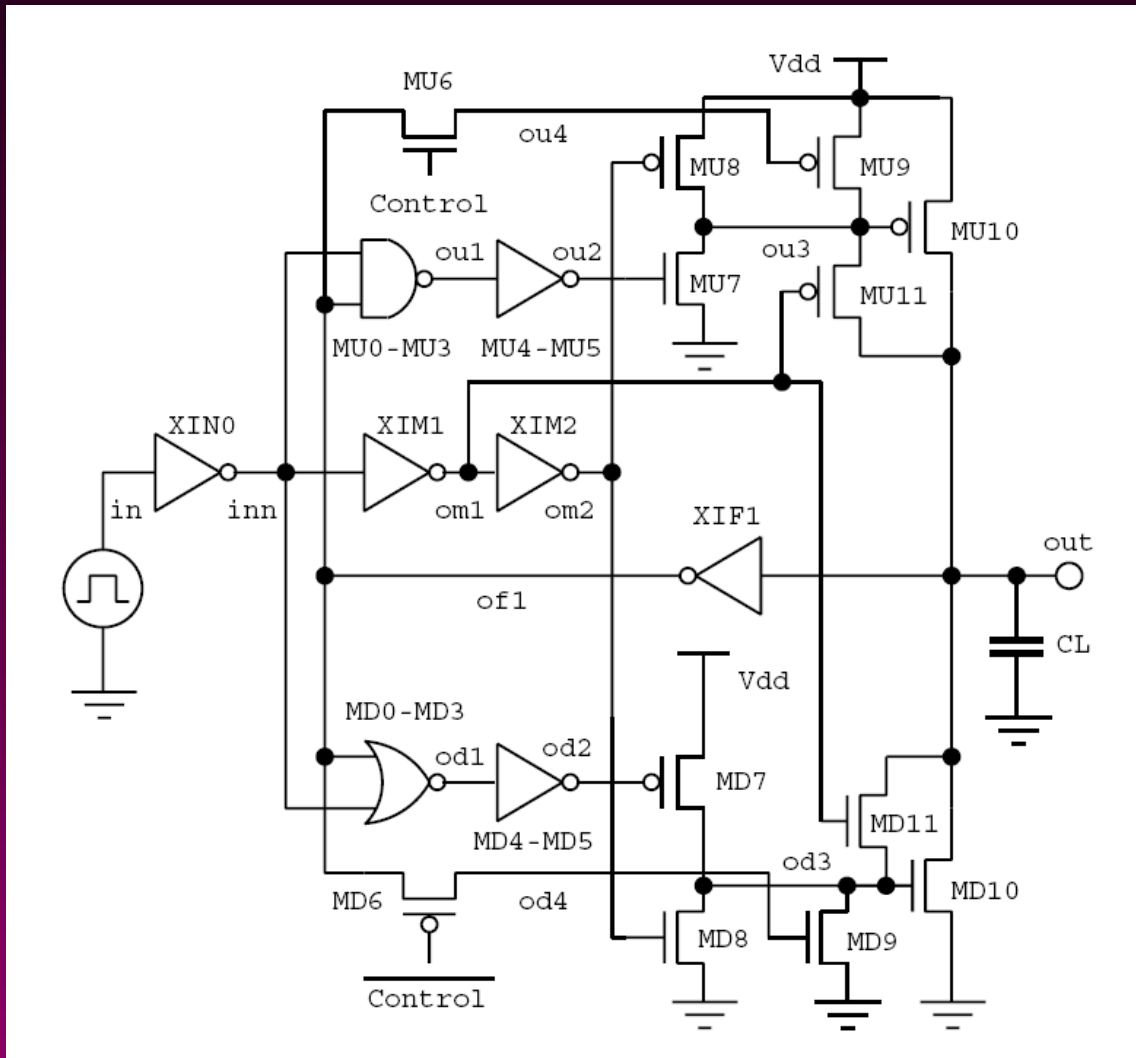 Vdd
MU6
ou4
MU8
MU9
Control
MU10
ou1
ou2
ou3
MU7
MU11
MU0-MU3
MU4-MU5
XIN0
XIM1
XIM2
in
inn
om1
om2
XIF1
out
of1
CL
Vdd
MD0-MD3
od1
od2
MD7
MD11
MD4-MD5
od3
MD6
od4
MD10
MD8
MD9
Control